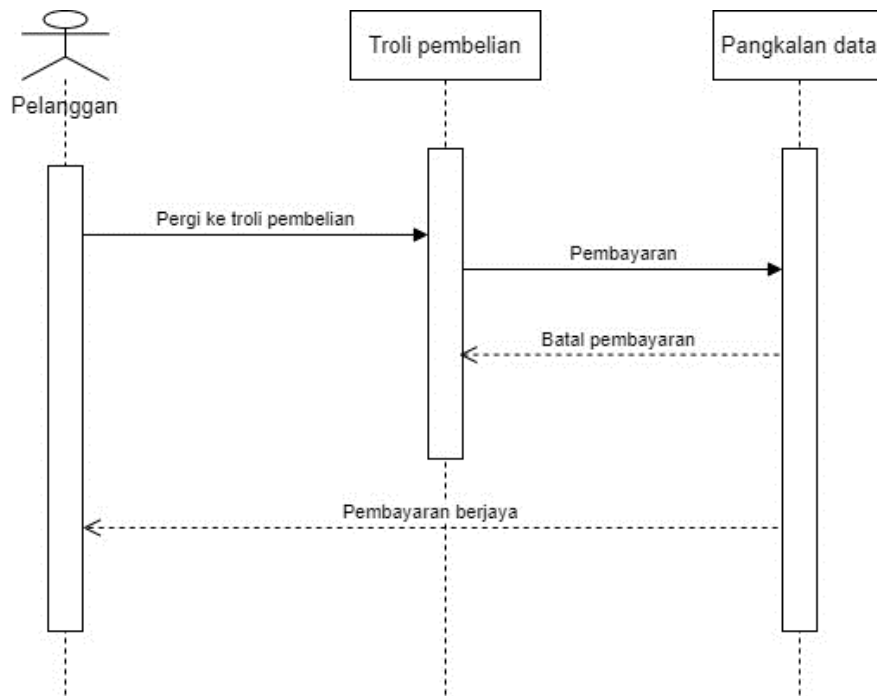 Troli pembelian
Pangkalan data
Pelanggan
Pergi ke troli pembelian
Pembayaran
Batal pembayaran
Pembayaran berjaya